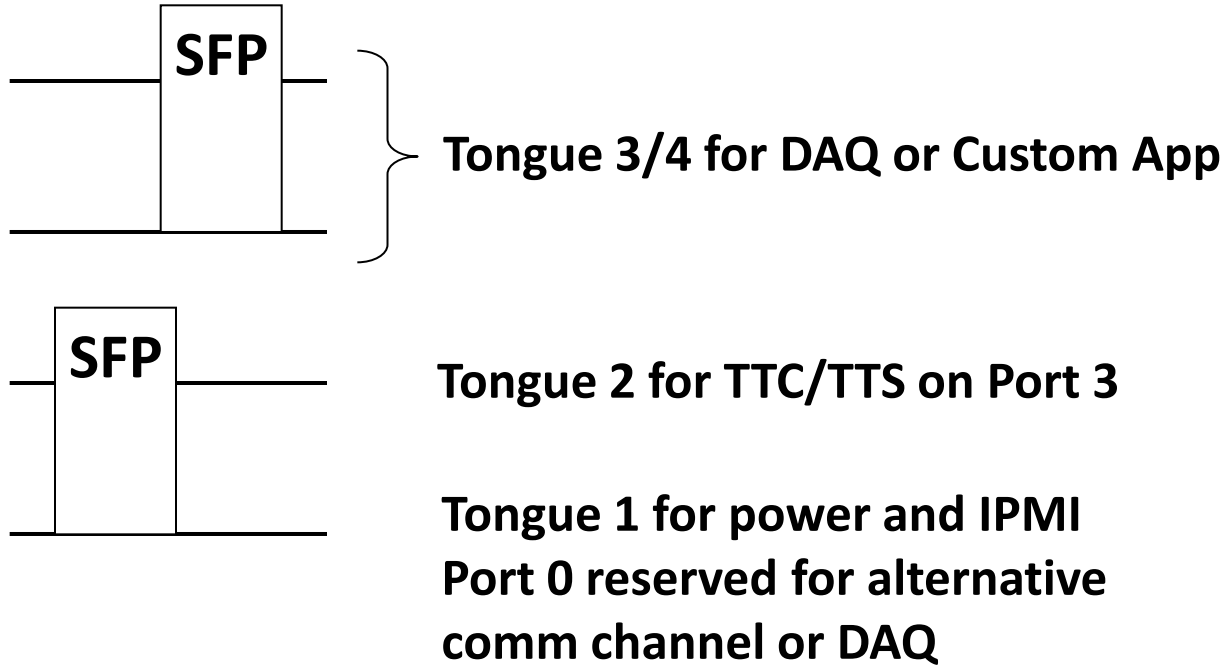 SFP
Tongue 3/4 for DAQ or Custom App
SFP
Tongue 2 for TTC/TTS on Port 3
Tongue 1 for power and IPMI
Port 0 reserved for alternative
comm channel or DAQ